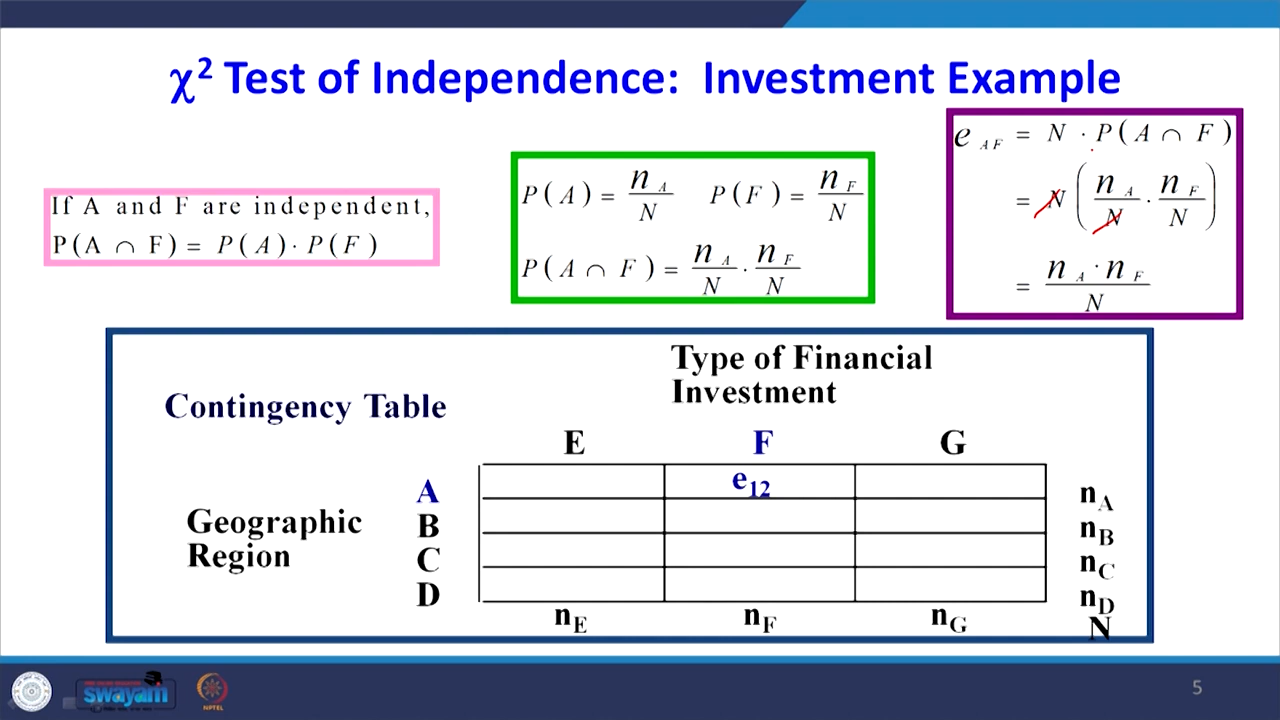 χ² Test of Independence: Investment Example
If A and F are independent,
P(A ∩ F) = P(A) · P(F)
P(A) = n_A / N   P(F) = n_F / N
P(A ∩ F) = n_A / N · n_F / N
e_AF = N · P(A ∩ F)
= N (n_A / N · n_F / N)
= n_A · n_F / N
Type of Financial
Investment
Contingency Table
E F G
A e₁₂ n_A
Geographic
Region
B n_B
C n_C
D n_D
n_E n_F n_G N
swayam
NPTEL
5